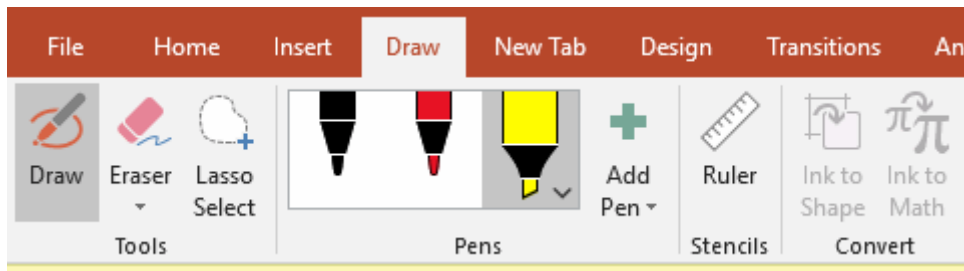 File Home Insert Draw New Tab Design Transitions An
Draw Eraser Lasso Select
Add Pen
Ruler
Ink to Shape
Ink to Math
Tools Pens Stencils Convert